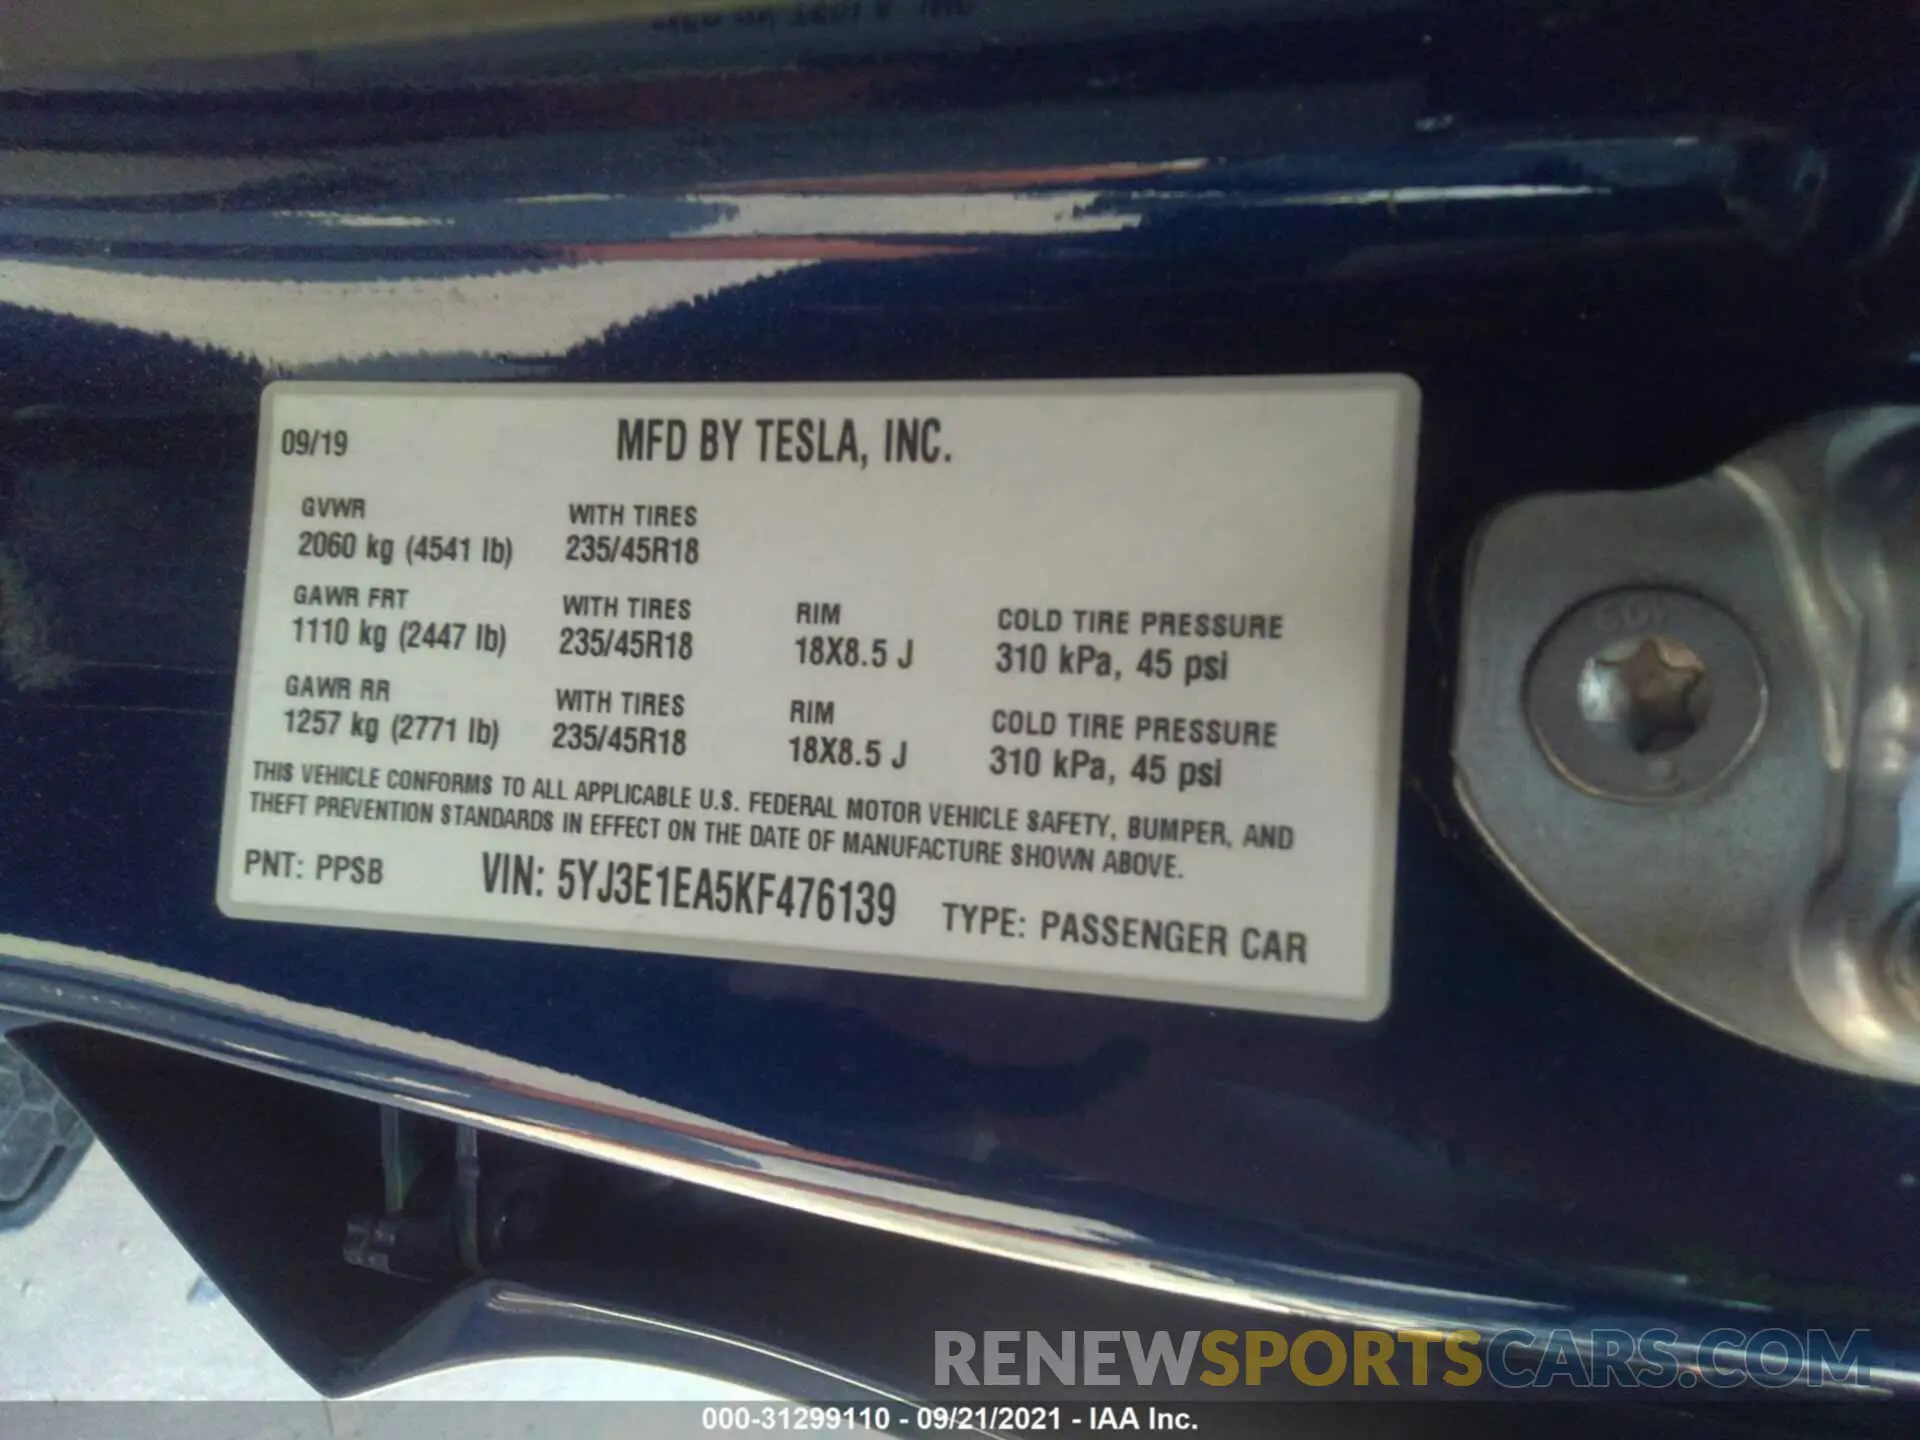 09/19 MFD BY TESLA, INC.
GVWR WITH TIRES
2060 kg (4541 lb) 235/45R18
GAWR FRT WITH TIRES RIM COLD TIRE PRESSURE
1110 kg (2447 lb) 235/45R18 18X8.5 J 310 kPa, 45 psi
GAWR RR WITH TIRES RIM COLD TIRE PRESSURE
1257 kg (2771 lb) 235/45R18 18X8.5 J 310 kPa, 45 psi
THIS VEHICLE CONFORMS TO ALL APPLICABLE U.S. FEDERAL MOTOR VEHICLE SAFETY, BUMPER, AND
THEFT PREVENTION STANDARDS IN EFFECT ON THE DATE OF MANUFACTURE SHOWN ABOVE.
PNT: PPSB VIN: 5YJ3E1EA5KF476139 TYPE: PASSENGER CAR
RENEWSPORTSCARS.COM
000-31299110 - 09/21/2021 - IAA Inc.